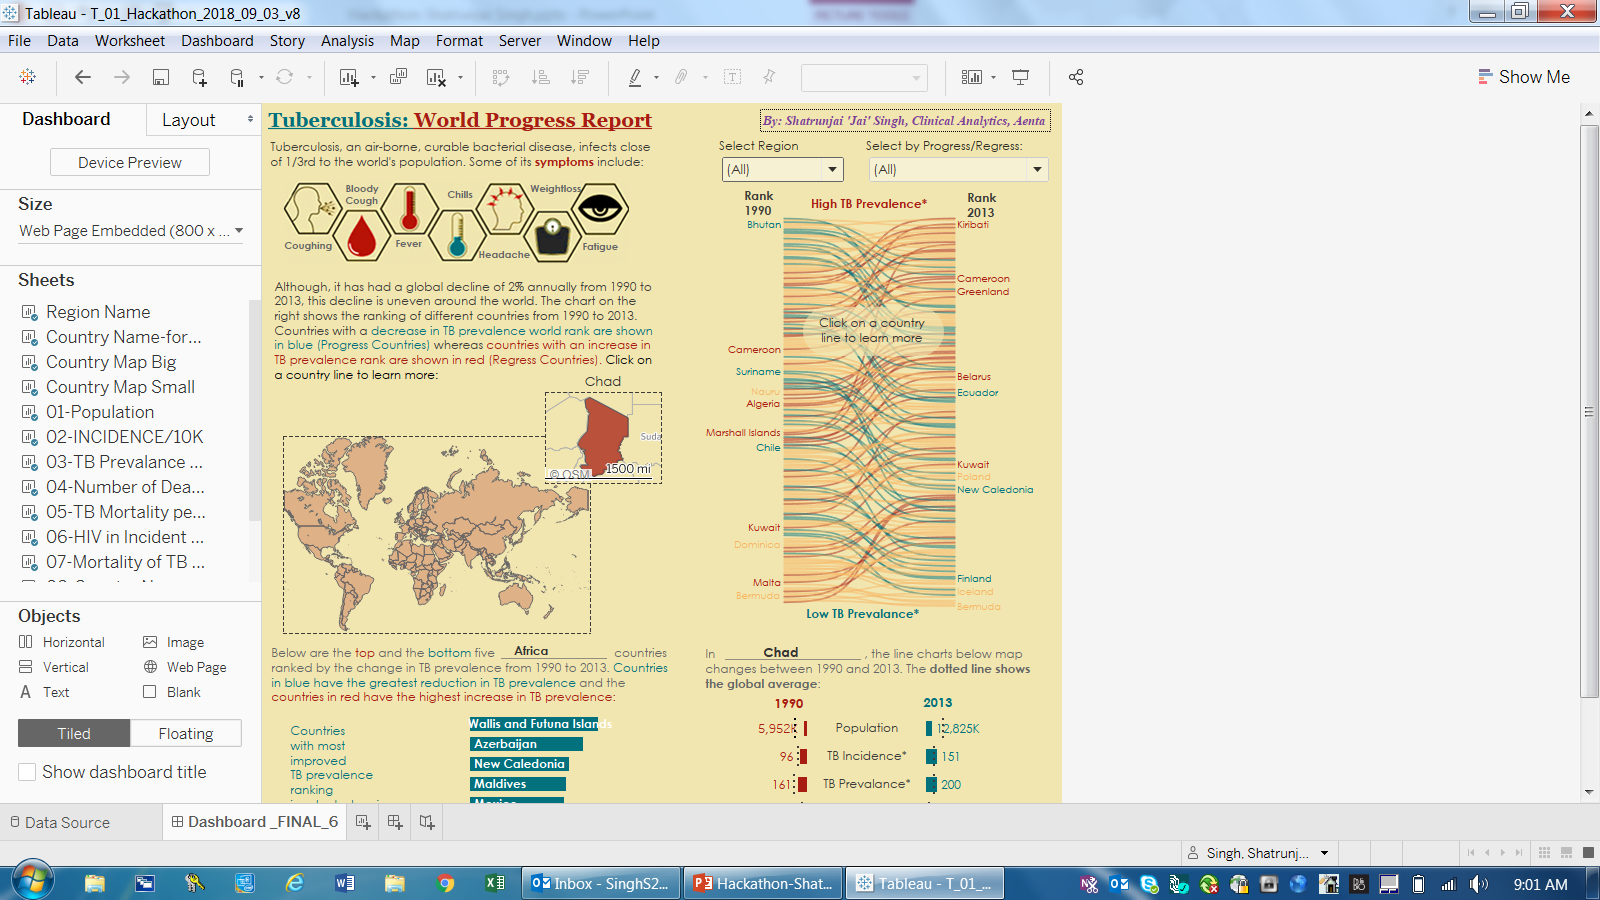 Tableau - T_01_Hackathon_2018_09_03_v8
File Data Worksheet Dashboard Story Analysis Map Format Server Window Help
Show Me
Dashboard Layout
Device Preview
Size
Web Page Embedded (800 x ...
Sheets
Region Name
Country Name-for...
Country Map Big
Country Map Small
01-Population
02-INCIDENCE/10K
03-TB Prevalance ...
04-Number of Dea...
05-TB Mortality pe...
06-HIV in Incident ...
07-Mortality of TB ...
Objects
Horizontal Image
Vertical Web Page
A Text Blank
Tiled Floating
Show dashboard title
Tuberculosis: World Progress Report
By: Shatrunjai 'Jai' Singh, Clinical Analytics, Aenta
Tuberculosis, an air-borne, curable bacterial disease, infects close
of 1/3rd to the world's population. Some of its symptoms include:
Coughing
Bloody
Cough
Fever
Chills
Headache
Weightloss
Fatigue
Although, it has had a global decline of 2% annually from 1990 to
2013, this decline is uneven around the world. The chart on the
right shows the ranking of different countries from 1990 to 2013.
Countries with a decrease in TB prevalence world rank are shown
in blue (Progress Countries) whereas countries with an increase in
TB prevalence rank are shown in red (Regress Countries). Click on
a country line to learn more:
Chad
Suda
© OSM 1500 mi
Select Region Select by Progress/Regress:
(All) (All)
Rank
1990
High TB Prevalence*
Rank
2013
Bhutan Kiribati
Cameroon
Greenland
Click on a country
line to learn more
Cameroon
Suriname
Nauru
Algeria
Belarus
Ecuador
Marshall Islands
Chile
Kuwait
Poland
New Caledonia
Kuwait
Dominica
Malta
Bermuda
Finland
Iceland
Bermuda
Low TB Prevalance*
Below are the top and the bottom five Africa countries
ranked by the change in TB prevalence from 1990 to 2013. Countries
in blue have the greatest reduction in TB prevalence and the
countries in red have the highest increase in TB prevalence:
Countries
with most
improved
TB prevalence
ranking
Wallis and Futuna Islands
Azerbaijan
New Caledonia
Maldives
Mexico
In Chad , the line charts below map
changes between 1990 and 2013. The dotted line shows
the global average:
1990 2013
5,952K Population 12,825K
96 TB Incidence* 151
161 TB Prevalance* 200
Data Source Dashboard _FINAL_6
Singh, Shatrunj...
Inbox - SinghS2... Hackathon-Shat... Tableau - T_01_...
9:01 AM